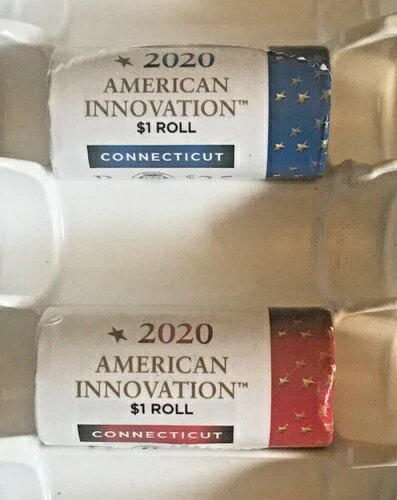 ★ 2020
AMERICAN
INNOVATION™
$1 ROLL
CONNECTICUT
★ 2020
AMERICAN
INNOVATION™
$1 ROLL
CONNECTICUT